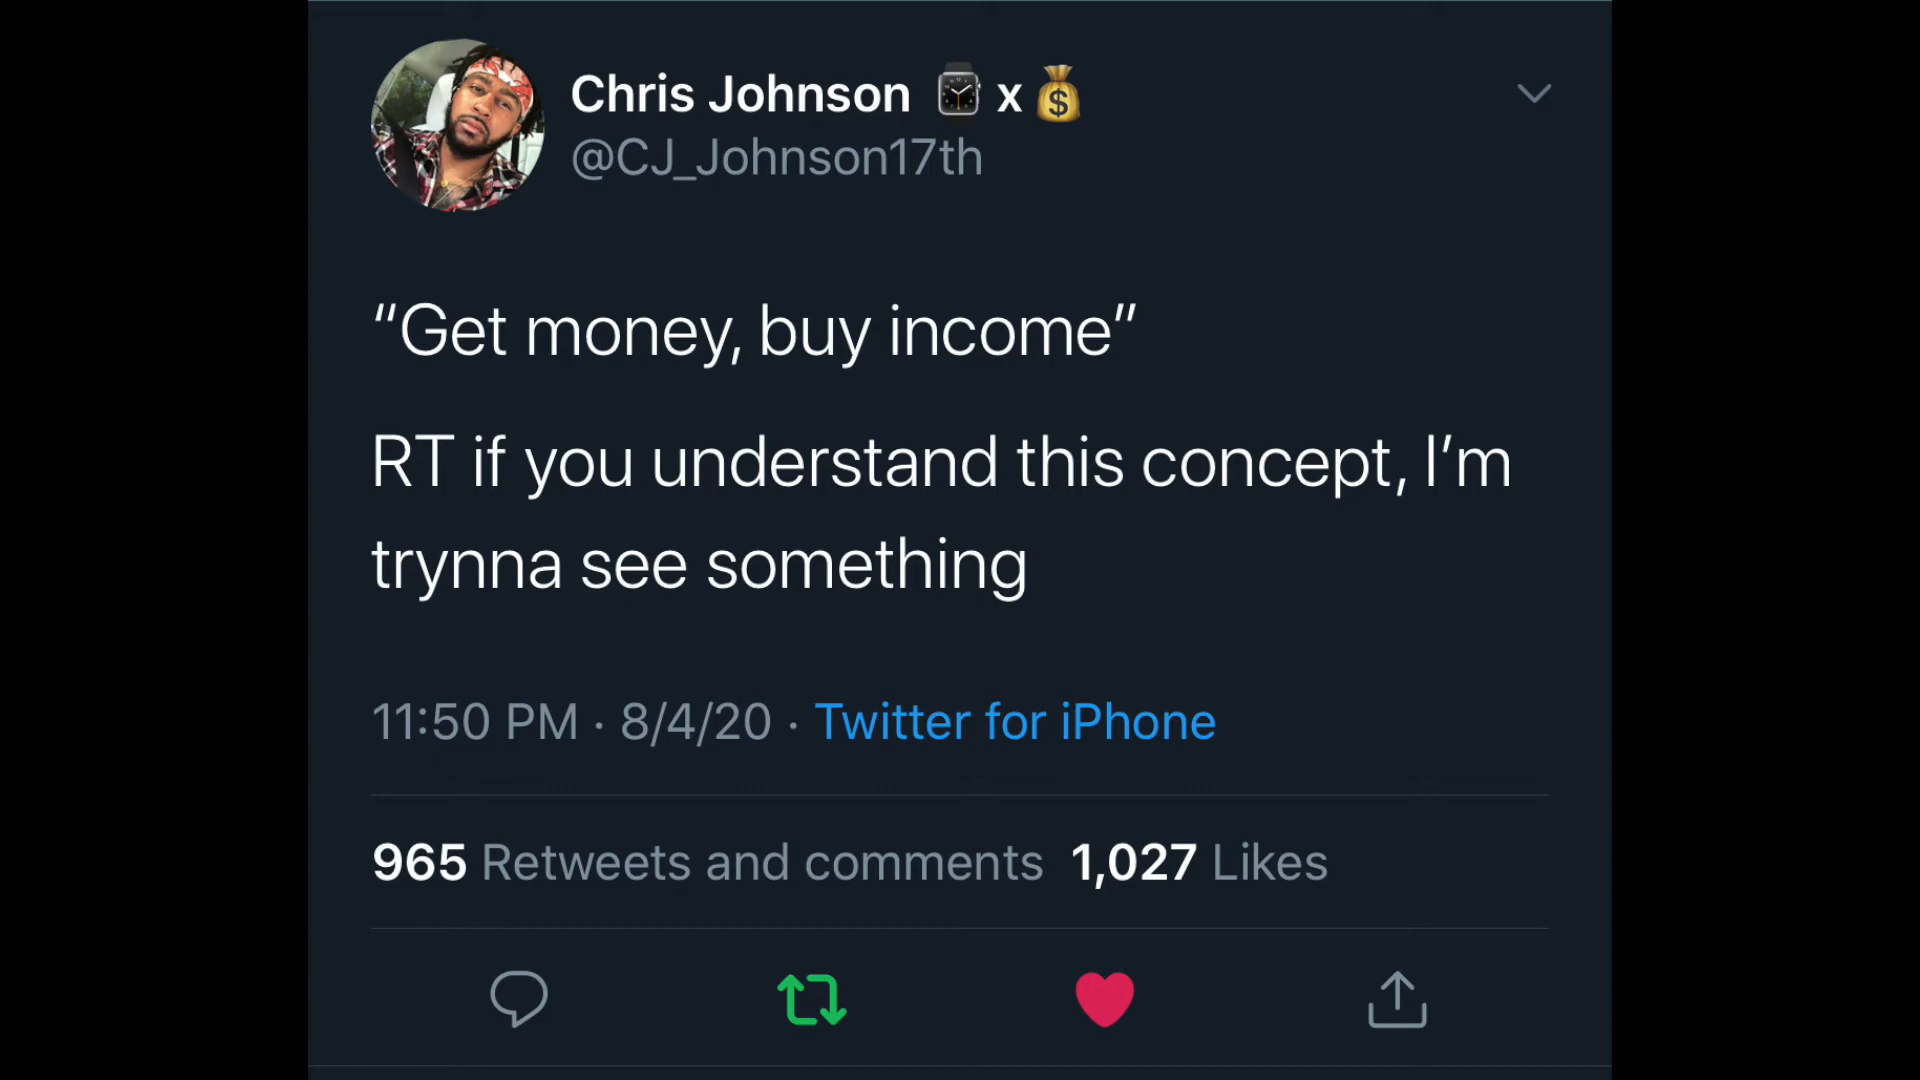 Chris Johnson ⌚ x 💰
@CJ_Johnson17th
“Get money, buy income”
RT if you understand this concept, I’m
trynna see something
11:50 PM · 8/4/20 · Twitter for iPhone
965 Retweets and comments 1,027 Likes